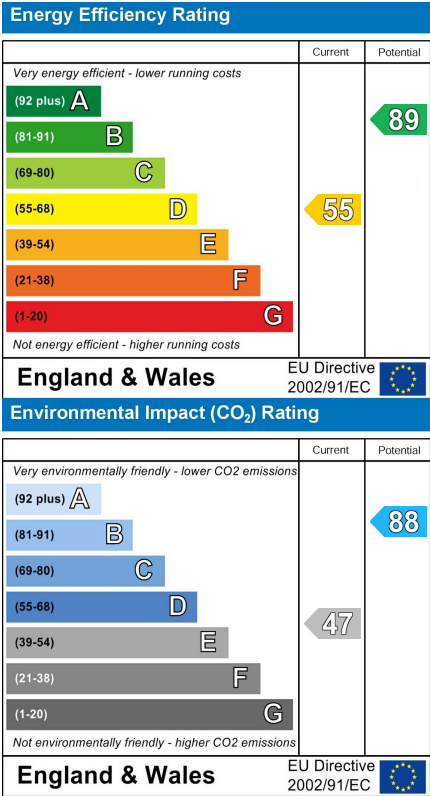 Energy Efficiency Rating
Current Potential
Very energy efficient - lower running costs
(92 plus) A
89
(81-91) B
(69-80) C
(55-68) D
55
(39-54) E
(21-38) F
(1-20) G
Not energy efficient - higher running costs
England & Wales
EU Directive
2002/91/EC
Environmental Impact (CO₂) Rating
Current Potential
Very environmentally friendly - lower CO2 emissions
(92 plus) A
88
(81-91) B
(69-80) C
(55-68) D
47
(39-54) E
(21-38) F
(1-20) G
Not environmentally friendly - higher CO2 emissions
England & Wales
EU Directive
2002/91/EC